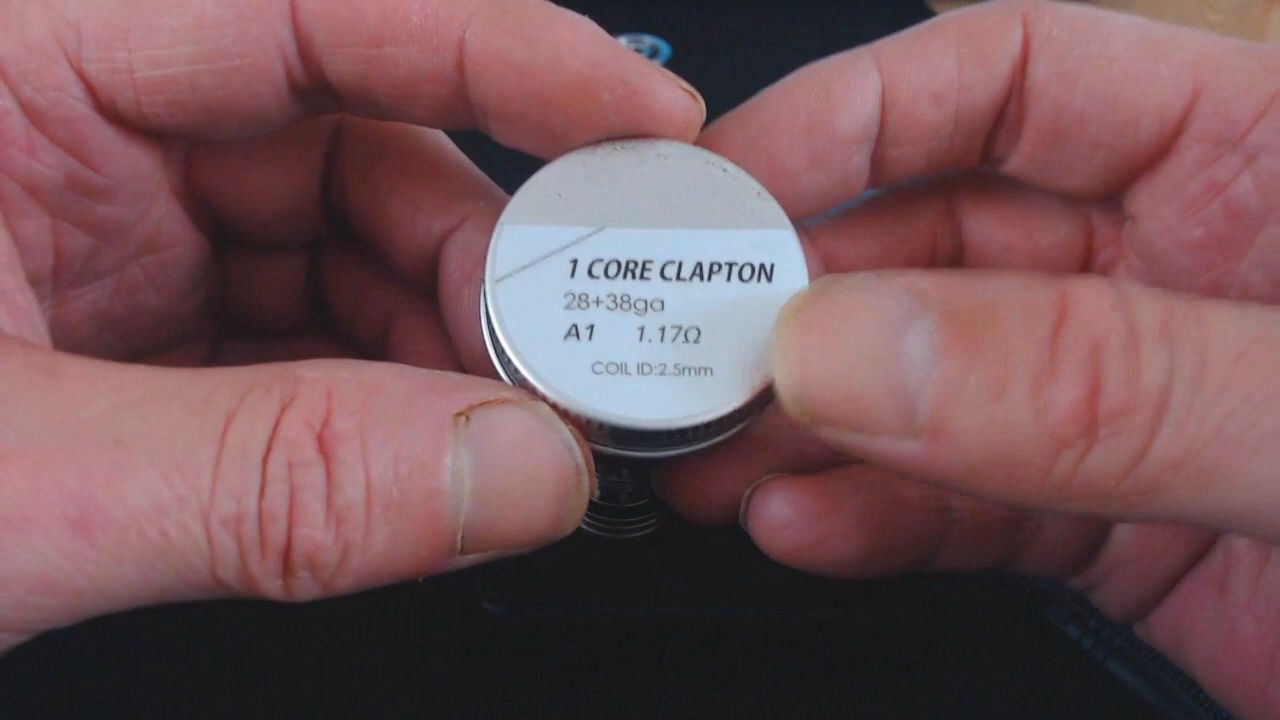 1 CORE CLAPTON
28+38ga
A1 1.17Ω
COIL ID:2.5mm